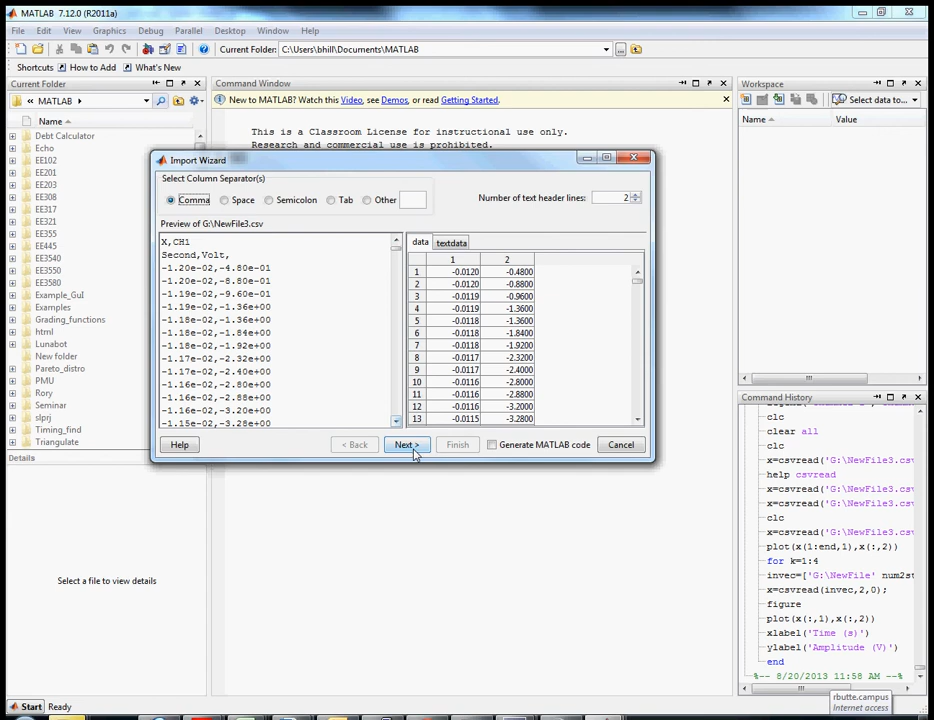 MATLAB 7.12.0 (R2011a)
File Edit View Graphics Debug Parallel Desktop Window Help
Current Folder: C:\Users\bhill\Documents\MATLAB
Shortcuts How to Add What's New
Current Folder
« MATLAB
Name
Debt Calculator
Echo
EE102
EE201
EE203
EE308
EE317
EE321
EE355
EE445
EE3540
EE3550
EE3580
Example_GuI
Examples
Grading_functions
html
Lunabot
New folder
Pareto_distro
PMU
Rory
Seminar
slprj
Timing_find
Triangulate
Details
Select a file to view details
Command Window
New to MATLAB? Watch this Video, see Demos, or read Getting Started.
This is a Classroom License for instructional use only.
Research and commercial use is prohibited.
Import Wizard
Select Column Separator(s)
Comma Space Semicolon Tab Other
Number of text header lines: 2
Preview of G:\NewFile3.csv
X,CH1
Second,Volt,
-1.20e-02,-4.80e-01
-1.20e-02,-8.80e-01
-1.19e-02,-9.60e-01
-1.19e-02,-1.36e+00
-1.18e-02,-1.36e+00
-1.18e-02,-1.84e+00
-1.18e-02,-1.92e+00
-1.17e-02,-2.32e+00
-1.17e-02,-2.40e+00
-1.16e-02,-2.80e+00
-1.16e-02,-2.88e+00
-1.16e-02,-3.20e+00
-1.15e-02,-3.28e+00
data textdata
1 2
1 -0.0120 -0.4800
2 -0.0120 -0.8800
3 -0.0119 -0.9600
4 -0.0119 -1.3600
5 -0.0118 -1.3600
6 -0.0118 -1.8400
7 -0.0118 -1.9200
8 -0.0117 -2.3200
9 -0.0117 -2.4000
10 -0.0116 -2.8000
11 -0.0116 -2.8800
12 -0.0116 -3.2000
13 -0.0115 -3.2800
Help < Back Next > Finish Generate MATLAB code Cancel
Workspace
Select data to...
Name Value
Command History
clc
clear all
clc
x=csvread('G:\NewFile3.csv
help csvread
x=csvread('G:\NewFile3.csv
x=csvread('G:\NewFile3.csv
clc
x=csvread('G:\NewFile3.csv
plot(x(1:end,1),x(:,2))
for k=1:4
invec=['G:\NewFile' num2st
x=csvread(invec,2,0);
figure
plot(x(:,1),x(:,2))
xlabel('Time (s)')
ylabel('Amplitude (V)')
end
%-- 8/20/2013 11:58 AM --%
Start Ready
rbutte.campus
Internet access